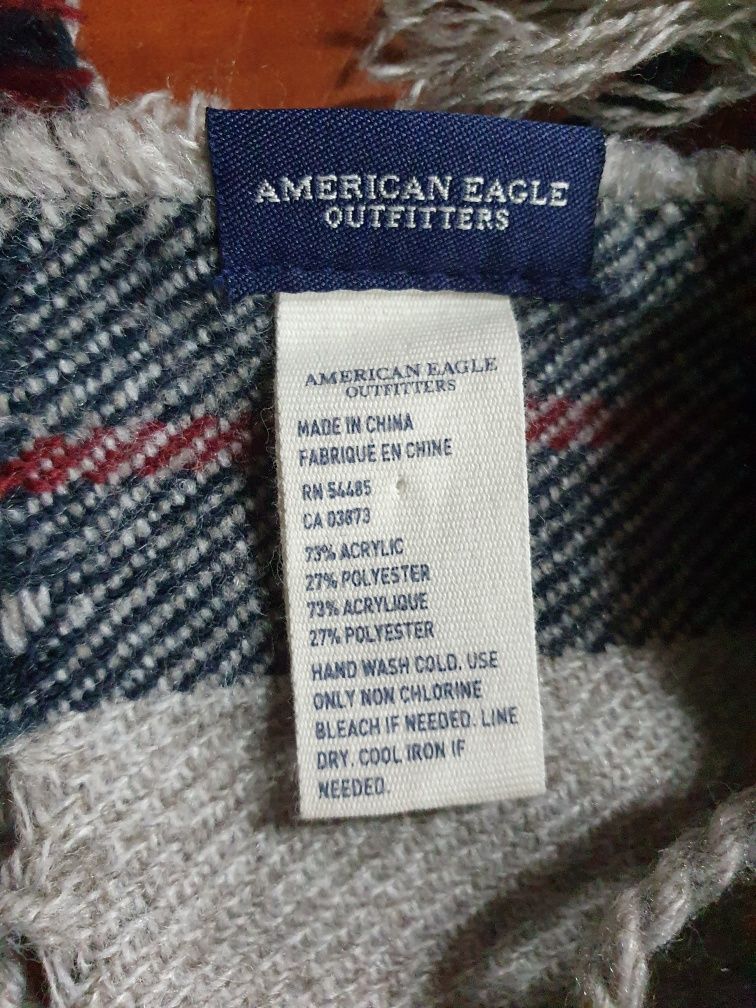 AMERICAN EAGLE
OUTFITTERS
AMERICAN EAGLE
OUTFITTERS
MADE IN CHINA
FABRIQUE EN CHINE
RN 54485
CA 03873
73% ACRYLIC
27% POLYESTER
73% ACRYLIQUE
27% POLYESTER
HAND WASH COLD. USE
ONLY NON CHLORINE
BLEACH IF NEEDED. LINE
DRY. COOL IRON IF
NEEDED.